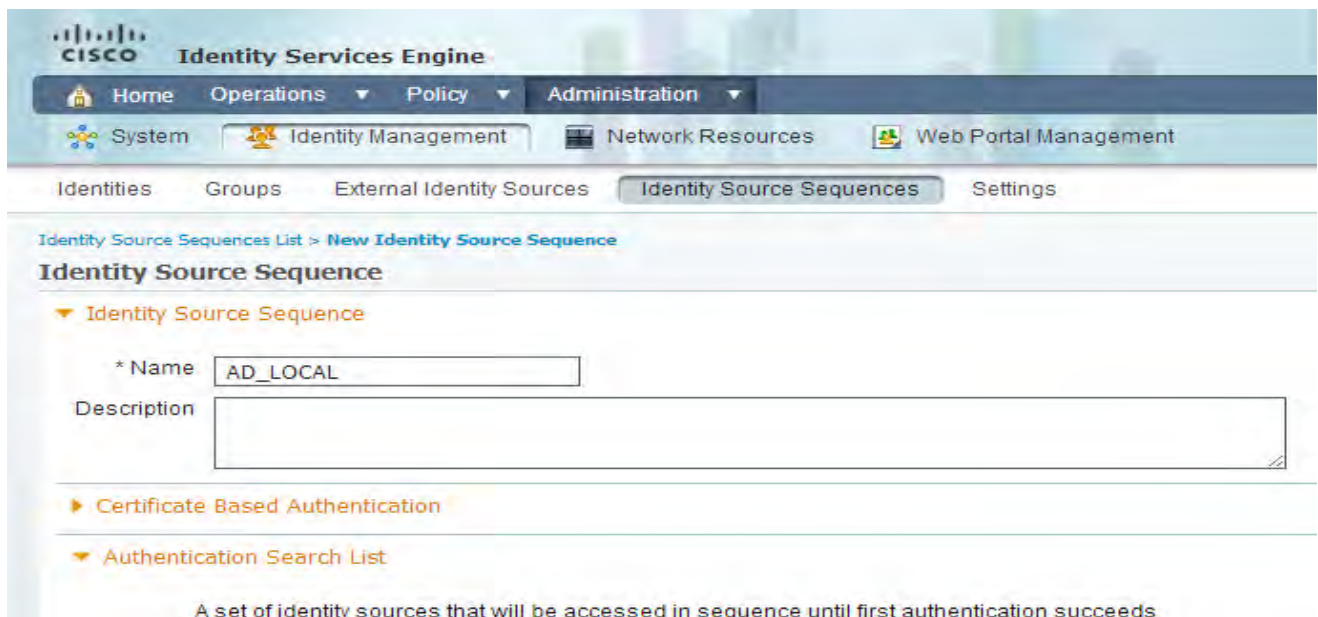 CISCO Identity Services Engine
Home Operations Policy Administration
System Identity Management Network Resources Web Portal Management
Identities Groups External Identity Sources Identity Source Sequences Settings
Identity Source Sequences List > New Identity Source Sequence
Identity Source Sequence
Identity Source Sequence
* Name AD_LOCAL
Description
Certificate Based Authentication
Authentication Search List
A set of identity sources that will be accessed in sequence until first authentication succeeds